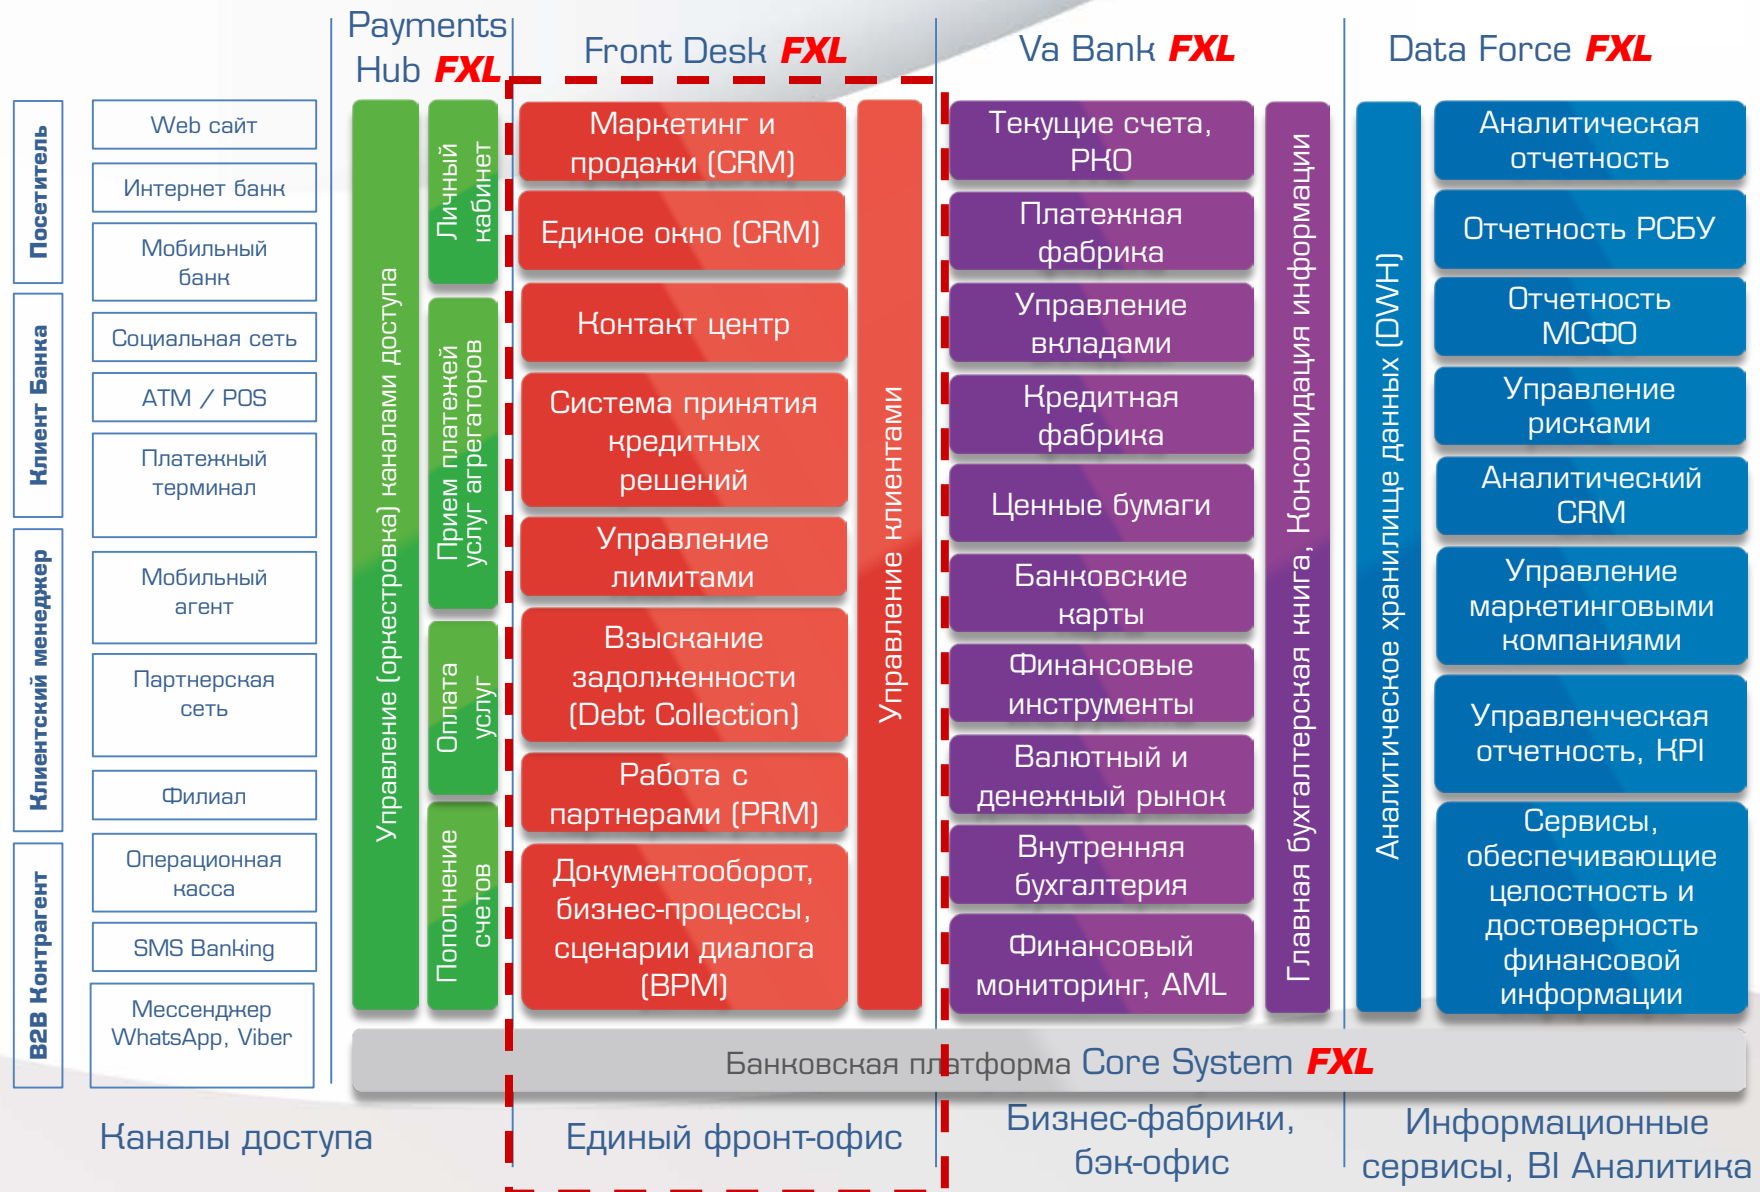 Payments
Hub FXL
Front Desk FXL
Va Bank FXL
Data Force FXL
Посетитель
Клиент Банка
Клиентский менеджер
B2B Контрагент
Web сайт
Интернет банк
Мобильный
банк
Социальная сеть
ATM / POS
Платежный
терминал
Мобильный
агент
Партнерская
сеть
Филиал
Операционная
касса
SMS Banking
Мессенджер
WhatsApp, Viber
Управление (оркестровка) каналами доступа
Личный
кабинет
Прием платежей
услуг агрегаторов
Оплата
услуг
Пополнение
счетов
Маркетинг и
продажи (CRM)
Единое окно (CRM)
Контакт центр
Система принятия
кредитных
решений
Управление
лимитами
Взыскание
задолженности
(Debt Collection)
Работа с
партнерами (PRM)
Документооборот,
бизнес-процессы,
сценарии диалога
(BPM)
Управление клиентами
Текущие счета,
РКО
Платежная
фабрика
Управление
вкладами
Кредитная
фабрика
Ценные бумаги
Банковские
карты
Финансовые
инструменты
Валютный и
денежный рынок
Внутренняя
бухгалтерия
Финансовый
мониторинг, AML
Главная бухгалтерская книга, Консолидация информации
Аналитическое хранилище данных (DWH)
Аналитическая
отчетность
Отчетность РСБУ
Отчетность
МСФО
Управление
рисками
Аналитический
CRM
Управление
маркетинговыми
компаниями
Управленческая
отчетность, KPI
Сервисы,
обеспечивающие
целостность и
достоверность
финансовой
информации
Банковская платформа Core System FXL
Каналы доступа
Единый фронт-офис
Бизнес-фабрики,
бэк-офис
Информационные
сервисы, BI Аналитика